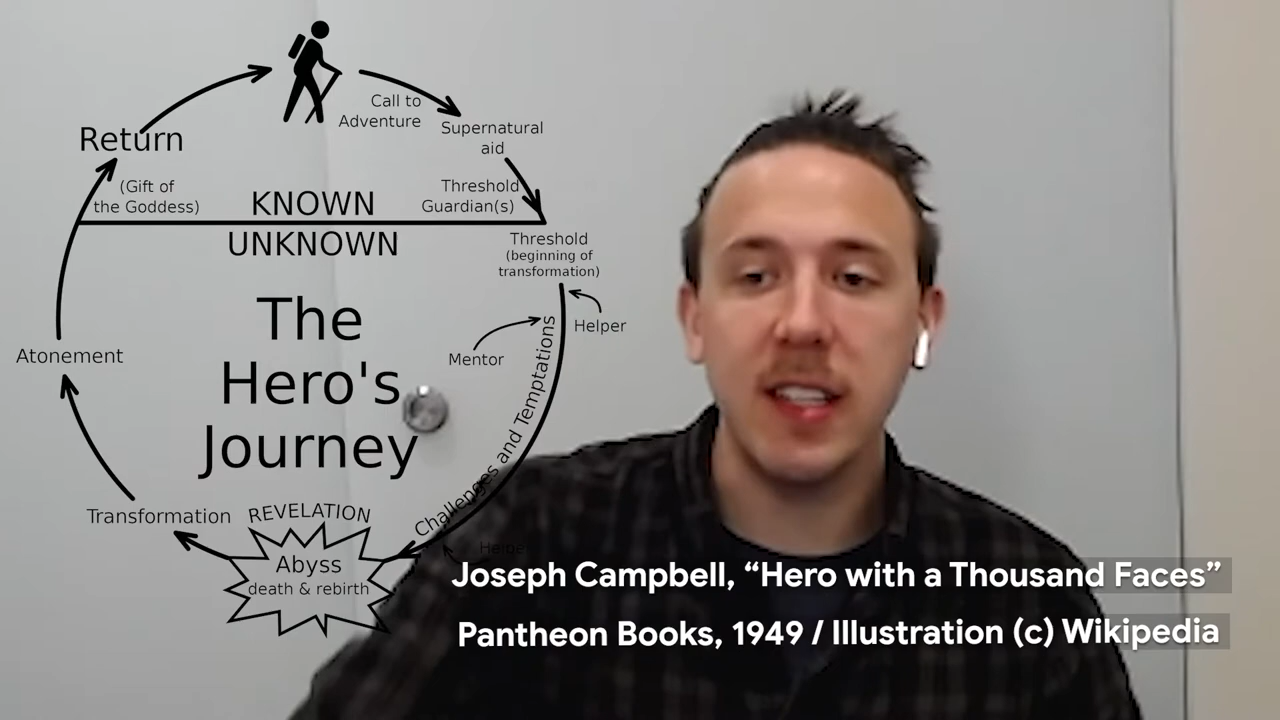 Call to
Adventure
Supernatural
aid
Return
(Gift of
the Goddess)
KNOWN
Threshold
Guardian(s)
UNKNOWN
Threshold
(beginning of
transformation)
Helper
Mentor
The
Hero's
Journey
Challenges and Temptations
Atonement
Transformation
REVELATION
Abyss
death & rebirth
Helper
Joseph Campbell, “Hero with a Thousand Faces”
Pantheon Books, 1949 / Illustration (c) Wikipedia